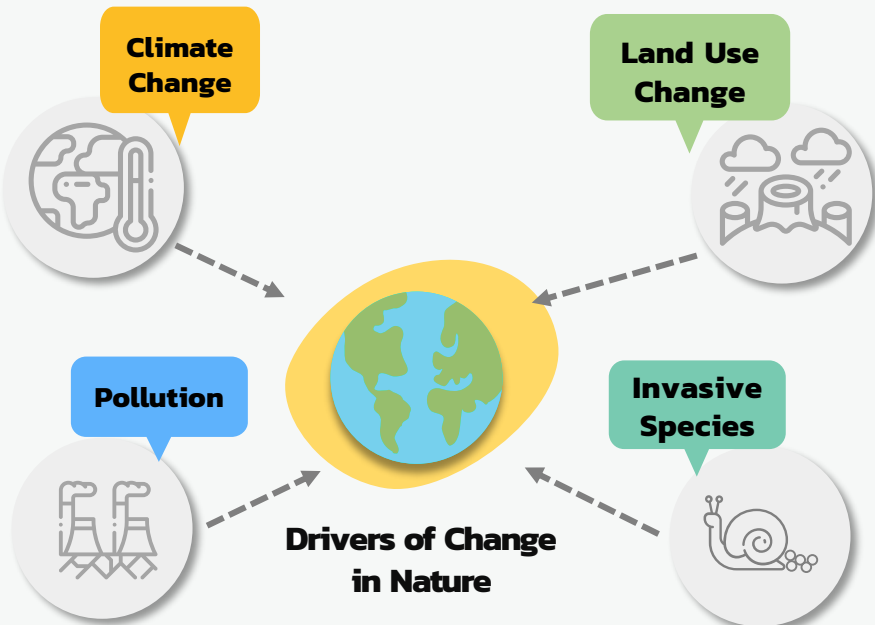 Climate
Change
Land Use
Change
Pollution
Invasive
Species
Drivers of Change
in Nature